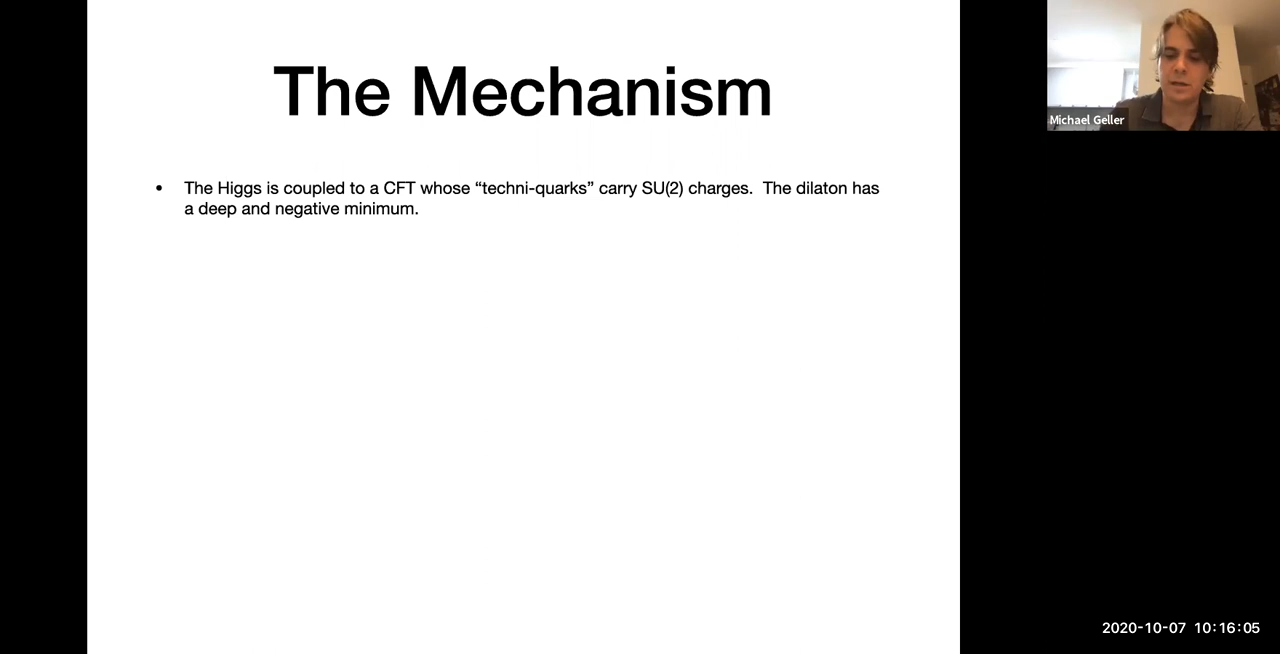 The Mechanism
• The Higgs is coupled to a CFT whose “techni-quarks” carry SU(2) charges.  The dilaton has
a deep and negative minimum.
Michael Geller
2020-10-07 10:16:05